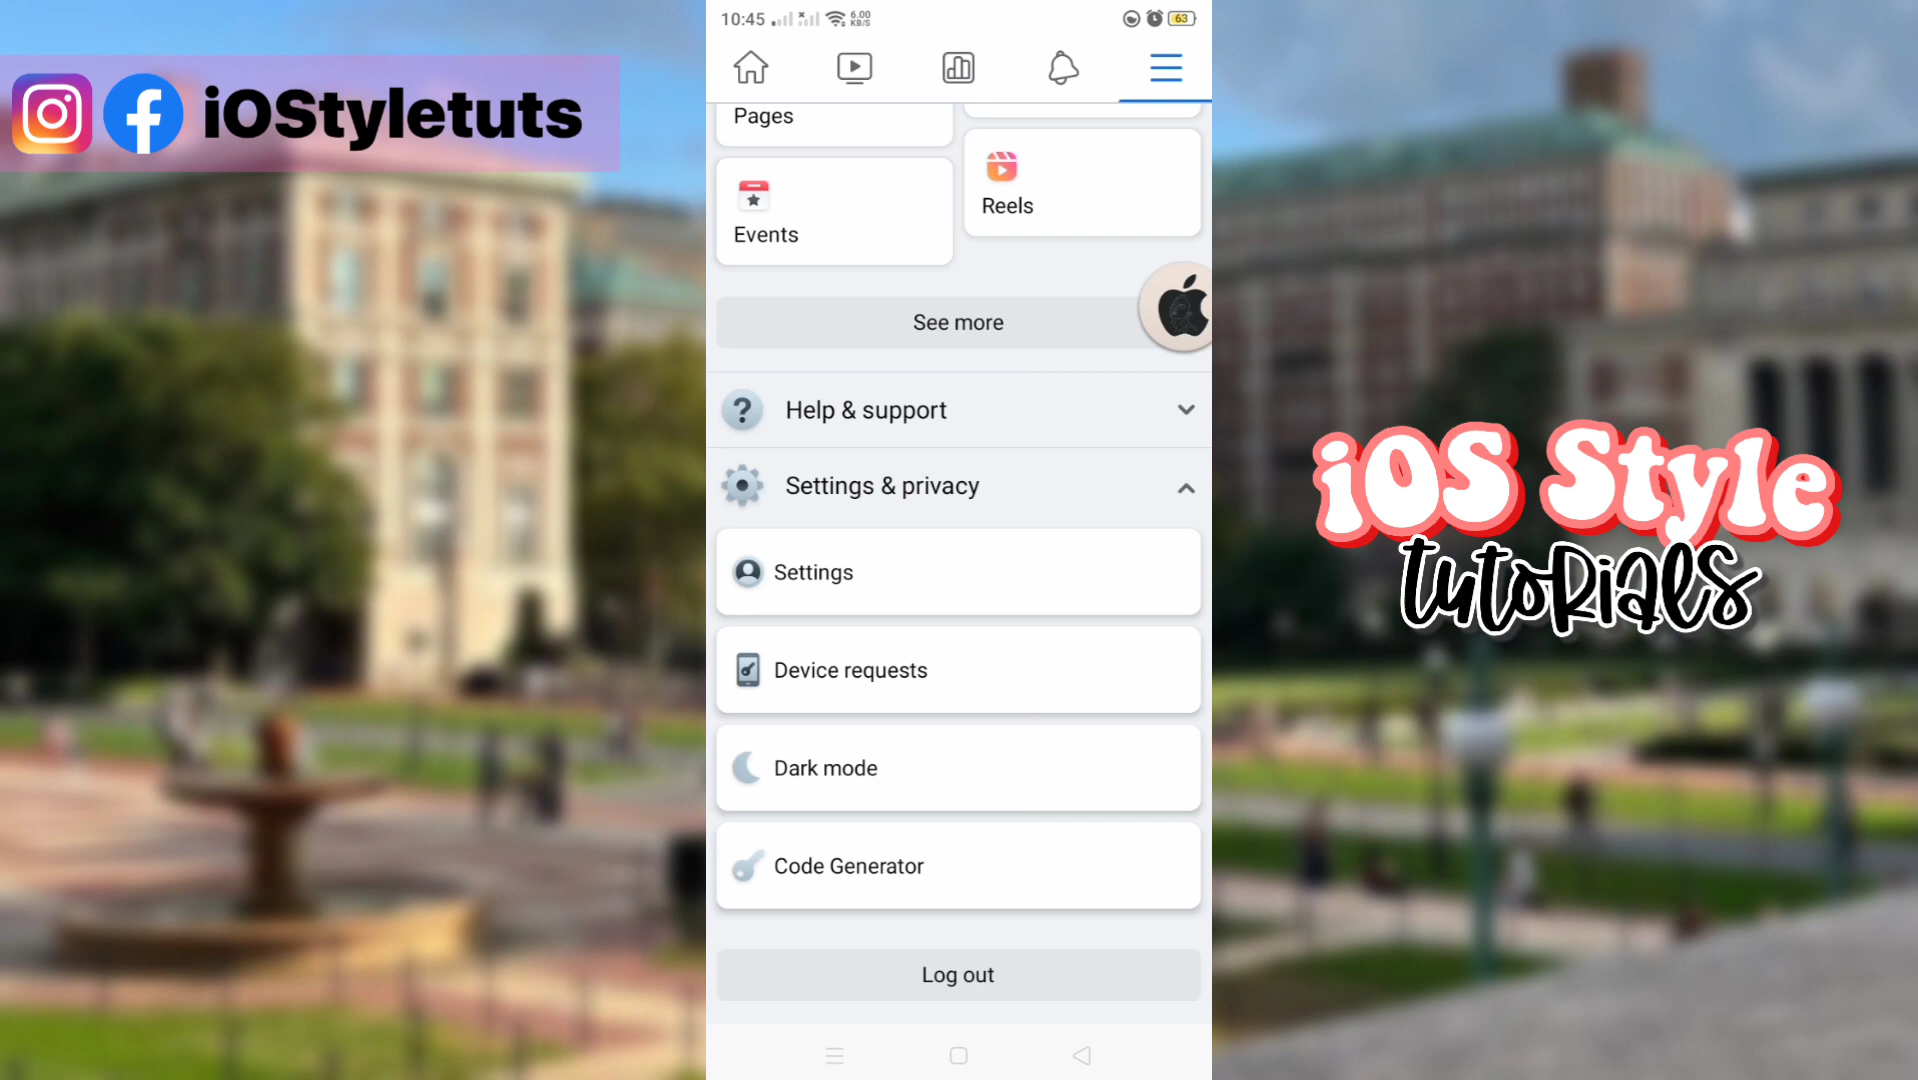 iOStyletuts
10:45
6.00
KB/S
63
Pages
Reels
Events
See more
Help & support
Settings & privacy
Settings
Device requests
Dark mode
Code Generator
Log out
iOS Style
tutorials